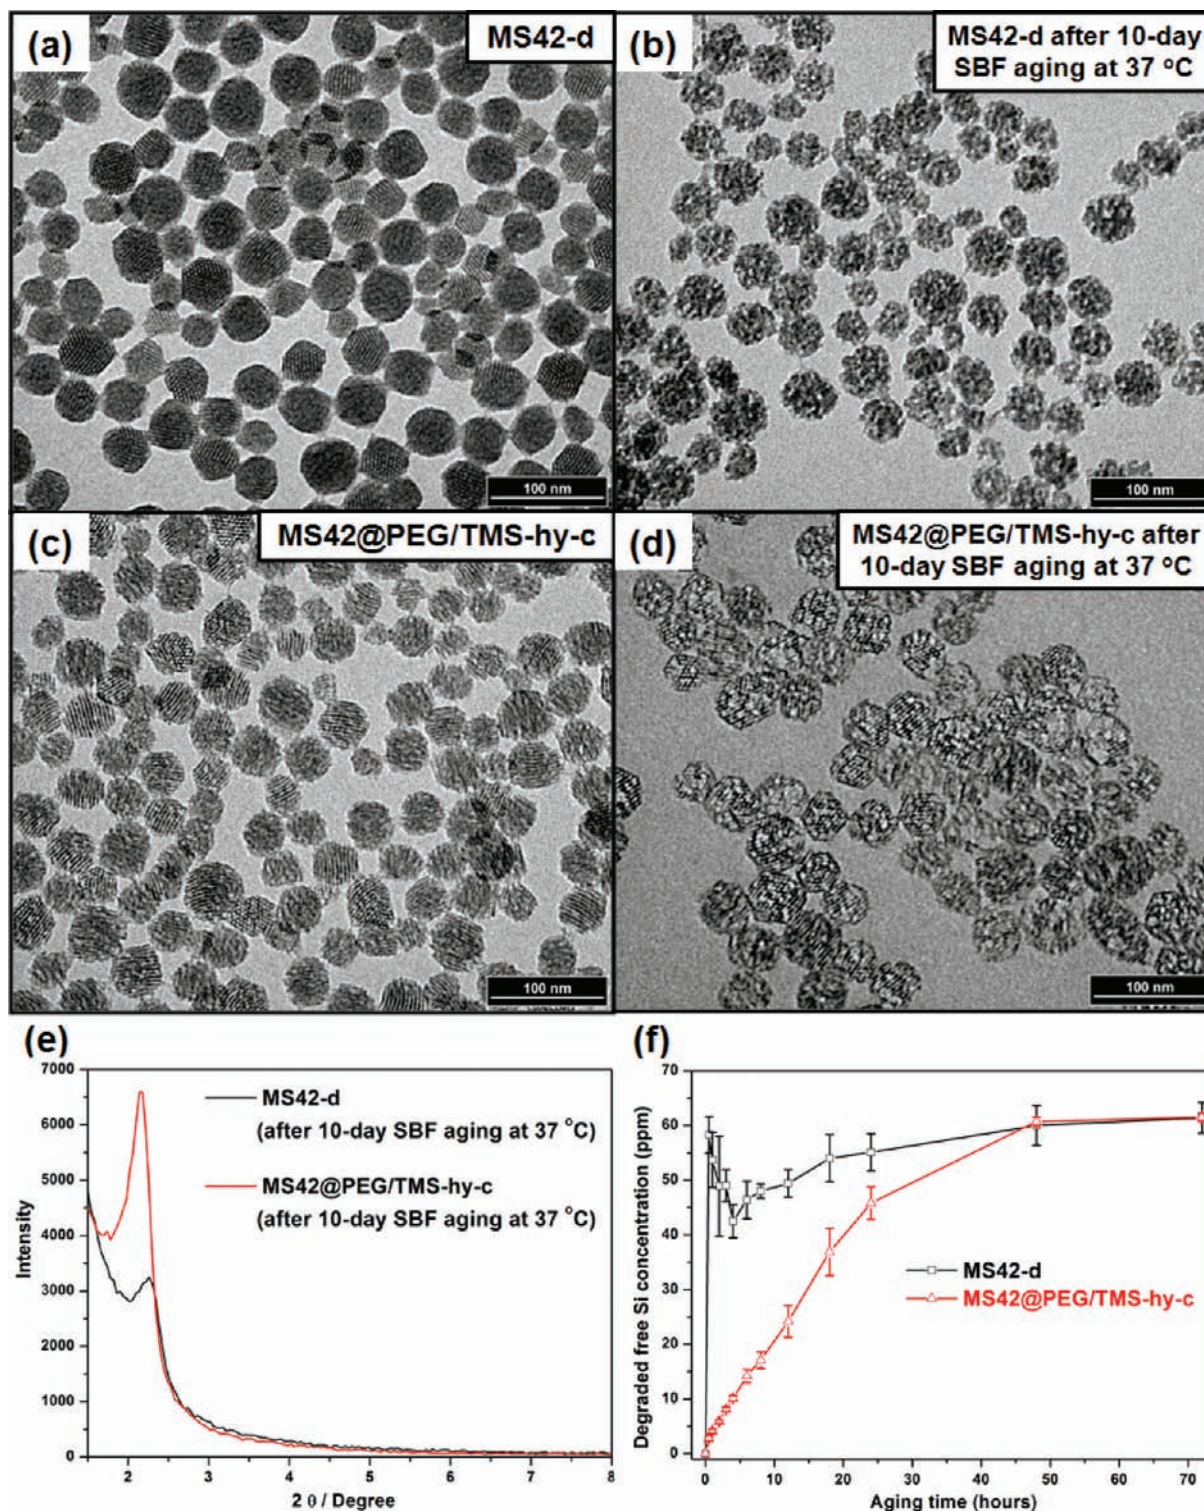 (a)
MS42-d
100 nm
(b)
MS42-d after 10-day
SBF aging at 37 °C
100 nm
(c)
MS42@PEG/TMS-hy-c
100 nm
(d)
MS42@PEG/TMS-hy-c after
10-day SBF aging at 37 °C
100 nm
(e)
7000
6000
5000
4000
3000
2000
1000
0
Intensity
MS42-d
(after 10-day SBF aging at 37 °C)
MS42@PEG/TMS-hy-c
(after 10-day SBF aging at 37 °C)
2 3 4 5 6 7 8
2 θ / Degree
(f)
70
60
50
40
30
20
10
0
Degraded free Si concentration (ppm)
MS42-d
MS42@PEG/TMS-hy-c
0 10 20 30 40 50 60 70
Aging time (hours)